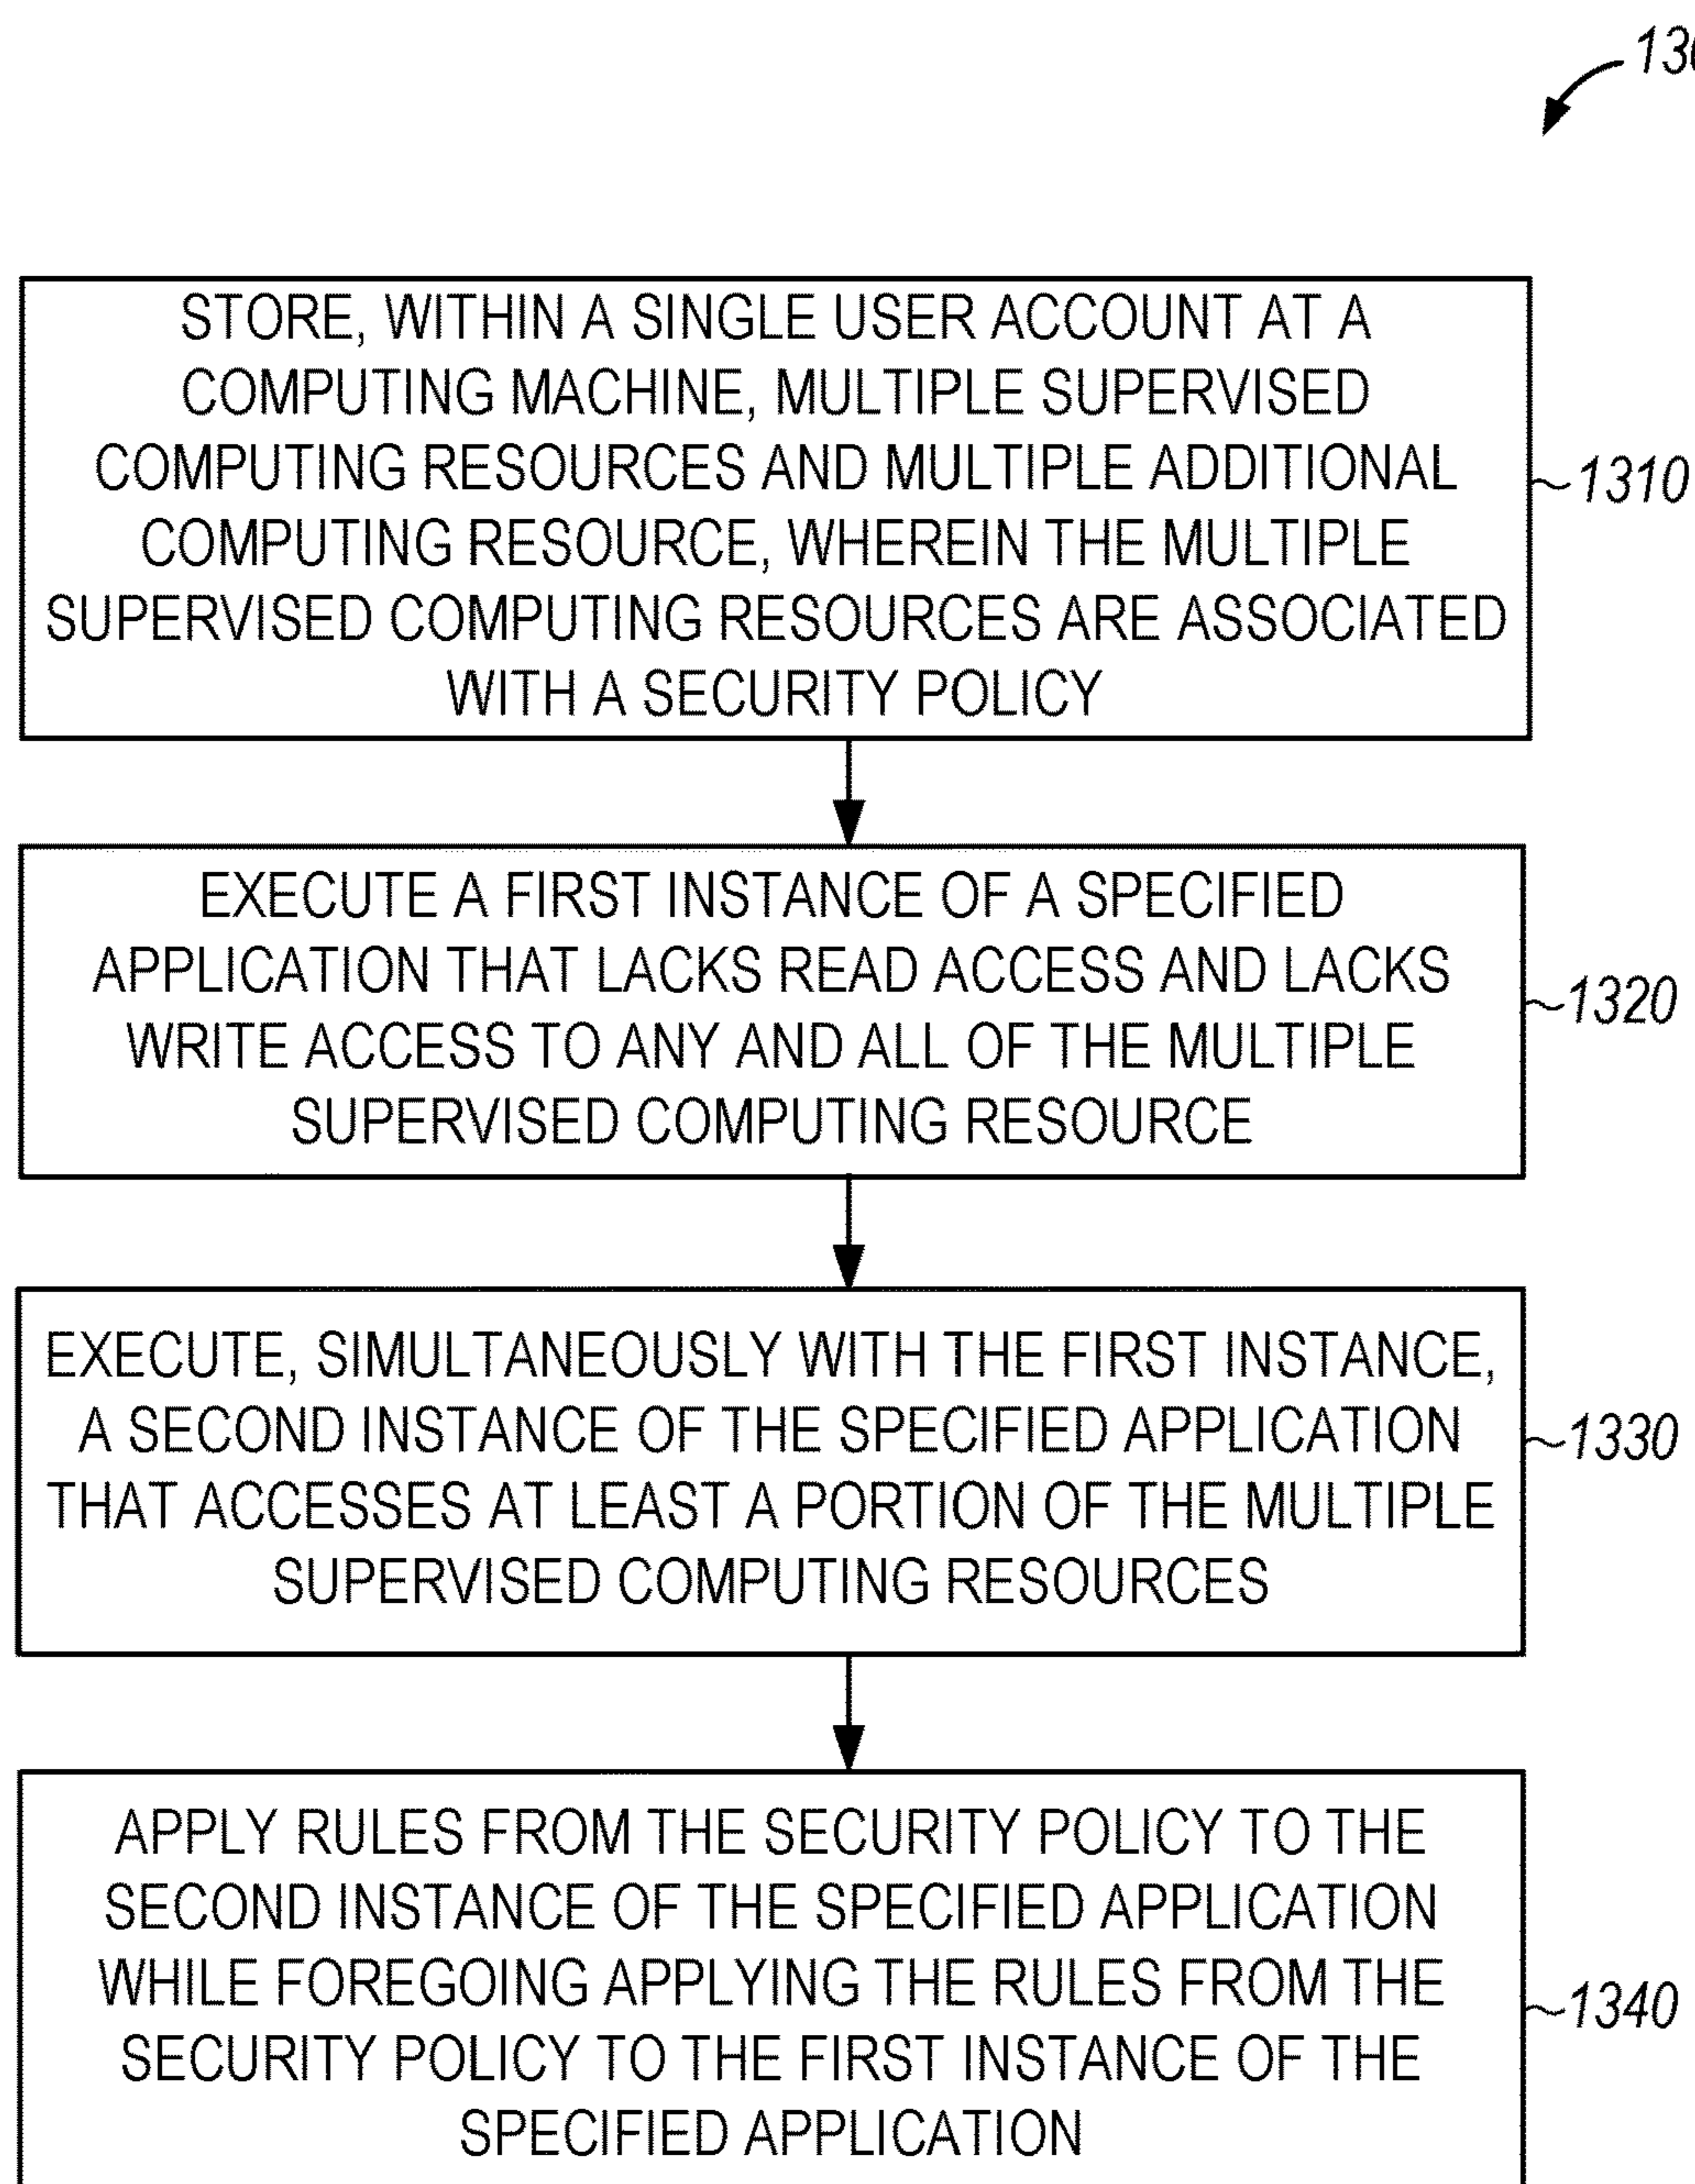 STORE, WITHIN A SINGLE USER ACCOUNT AT A
COMPUTING MACHINE, MULTIPLE SUPERVISED
COMPUTING RESOURCES AND MULTIPLE ADDITIONAL
COMPUTING RESOURCE, WHEREIN THE MULTIPLE
SUPERVISED COMPUTING RESOURCES ARE ASSOCIATED
WITH A SECURITY POLICY
1310
EXECUTE A FIRST INSTANCE OF A SPECIFIED
APPLICATION THAT LACKS READ ACCESS AND LACKS
WRITE ACCESS TO ANY AND ALL OF THE MULTIPLE
SUPERVISED COMPUTING RESOURCE
1320
EXECUTE, SIMULTANEOUSLY WITH THE FIRST INSTANCE,
A SECOND INSTANCE OF THE SPECIFIED APPLICATION
THAT ACCESSES AT LEAST A PORTION OF THE MULTIPLE
SUPERVISED COMPUTING RESOURCES
1330
APPLY RULES FROM THE SECURITY POLICY TO THE
SECOND INSTANCE OF THE SPECIFIED APPLICATION
WHILE FOREGOING APPLYING THE RULES FROM THE
SECURITY POLICY TO THE FIRST INSTANCE OF THE
SPECIFIED APPLICATION
1340